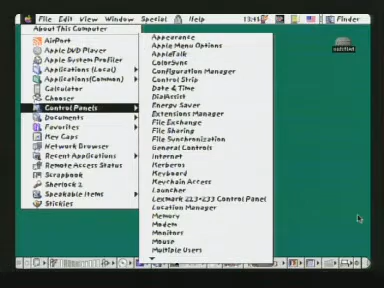 File Edit View Window Special Help 13:41 Finder
About This Computer
AirPort
Apple DVD Player
Apple System Profiler
Applications (Local)
Applications(Common)
Calculator
Chooser
Control Panels
Documents
Favorites
Key Caps
Network Browser
Recent Applications
Remote Access Status
Scrapbook
Sherlock 2
Speakable Items
Stickies
Appearance
Apple Menu Options
AppleTalk
ColorSync
Configuration Manager
Control Strip
Date & Time
DialAssist
Energy Saver
Extensions Manager
File Exchange
File Sharing
File Synchronization
General Controls
Internet
Kerberos
Keyboard
Keychain Access
Launcher
Lexmark Z23-Z33 Control Panel
Location Manager
Memory
Modem
Monitors
Mouse
Multiple Users
untitled